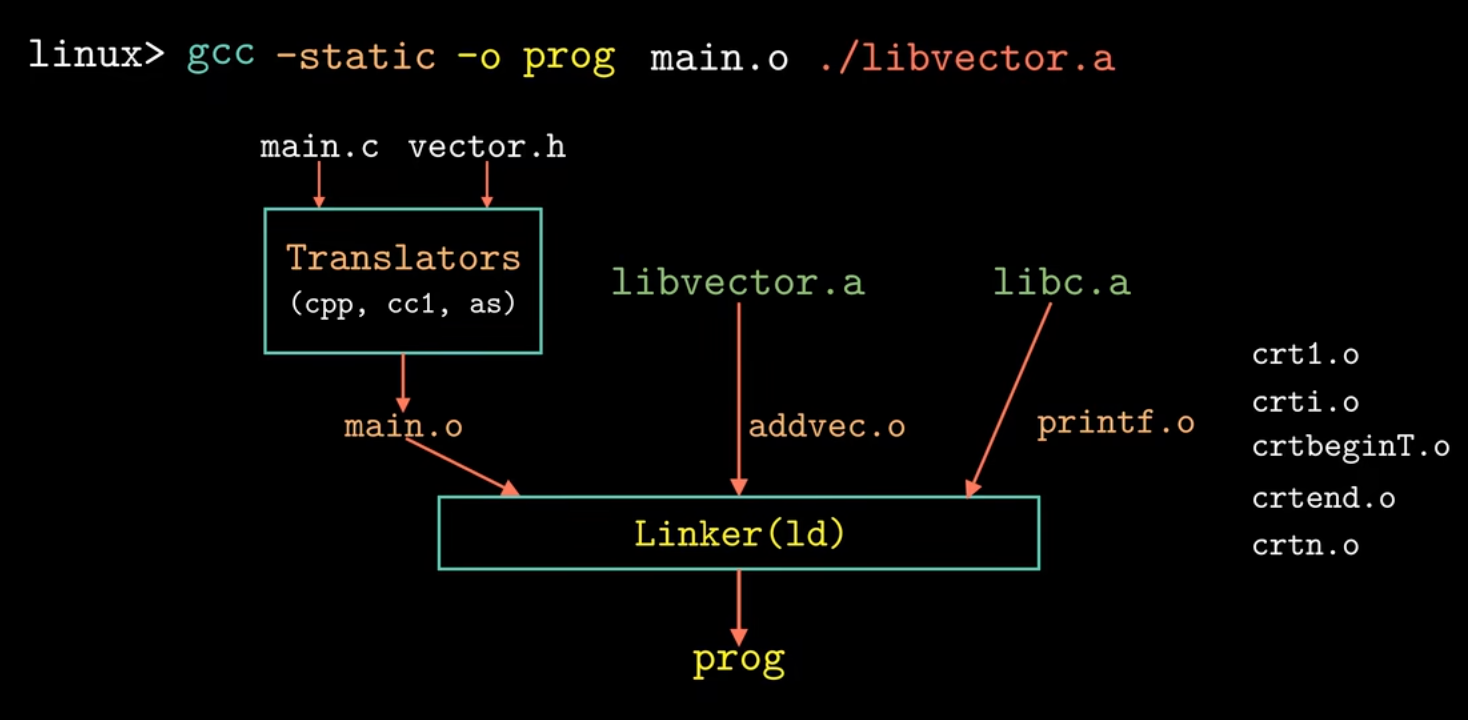 linux> gcc -static -o prog main.o ./libvector.a
main.c vector.h
Translators
(cpp, cc1, as)
libvector.a
libc.a
main.o
addvec.o
printf.o
crt1.o
crti.o
crtbeginT.o
crtend.o
crtn.o
Linker(ld)
prog